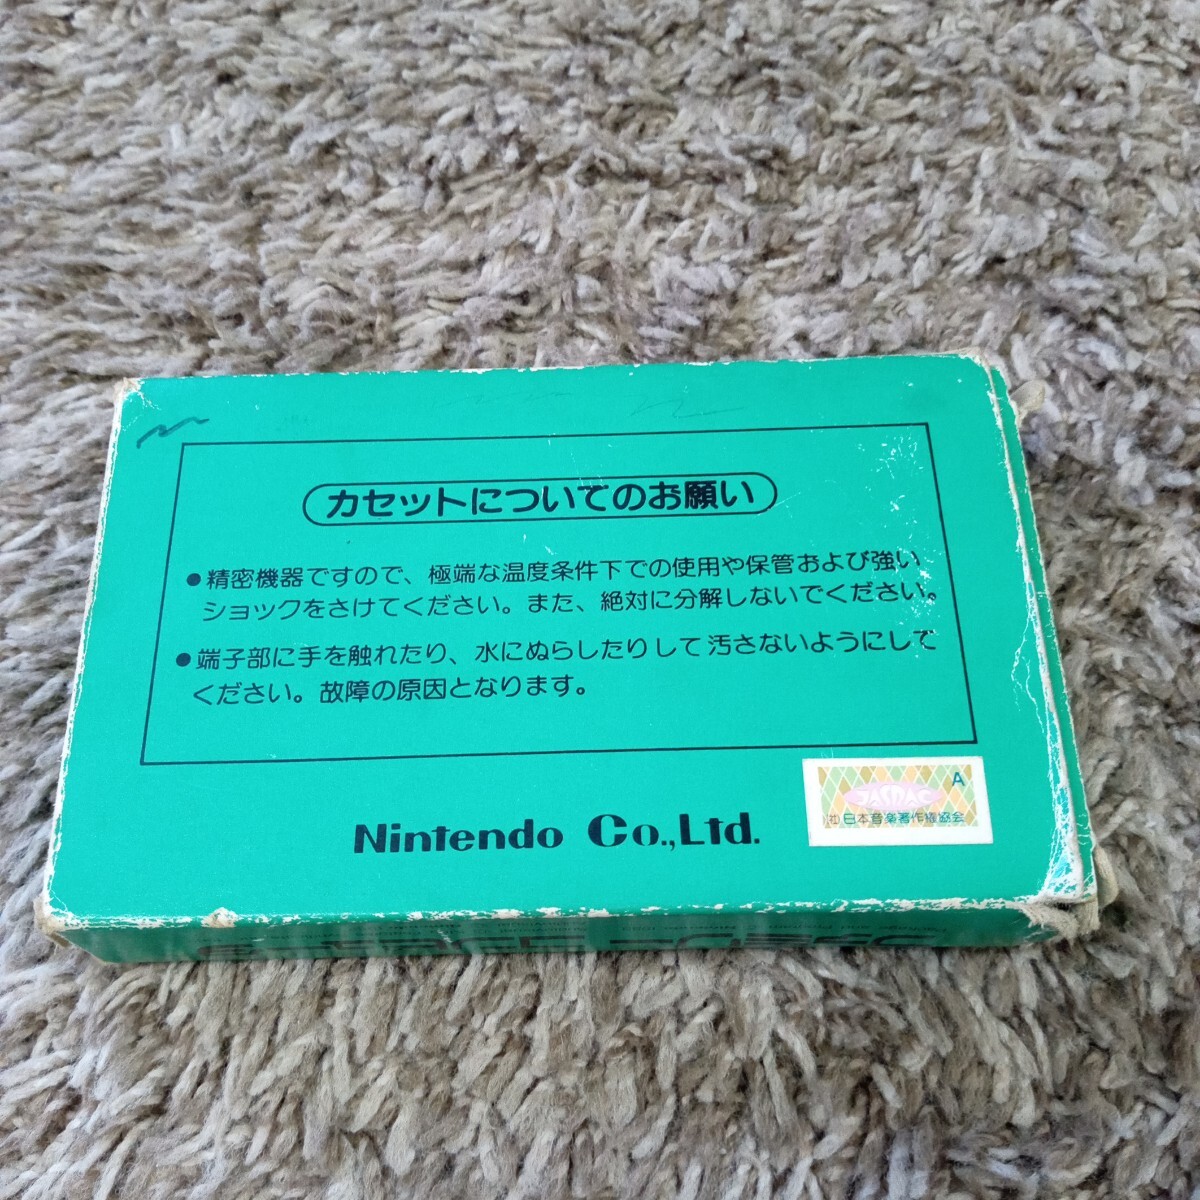 カセットについてのお願い
●精密機器ですので、極端な温度条件下での使用や保管および強い
ショックをさけてください。また、絶対に分解しないでください。
●端子部に手を触れたり、水にぬらしたりして汚さないようにして
ください。故障の原因となります。
A
JASRAC
(社)日本音楽著作権協会
Nintendo Co.,Ltd.